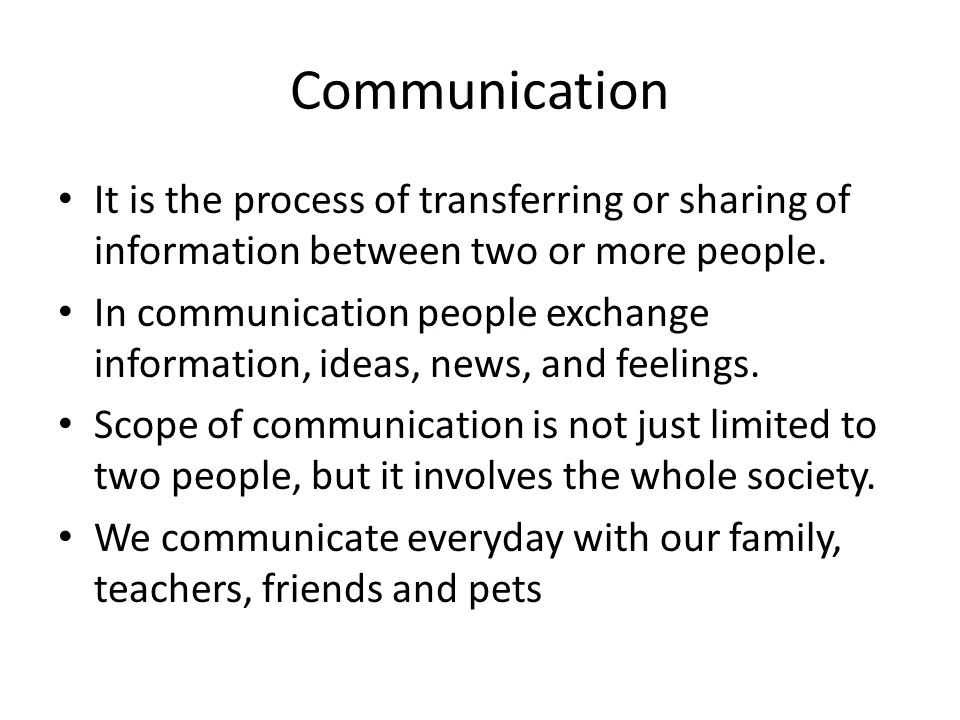 Communication
• It is the process of transferring or sharing of
information between two or more people.
• In communication people exchange
information, ideas, news, and feelings.
• Scope of communication is not just limited to
two people, but it involves the whole society.
• We communicate everyday with our family,
teachers, friends and pets